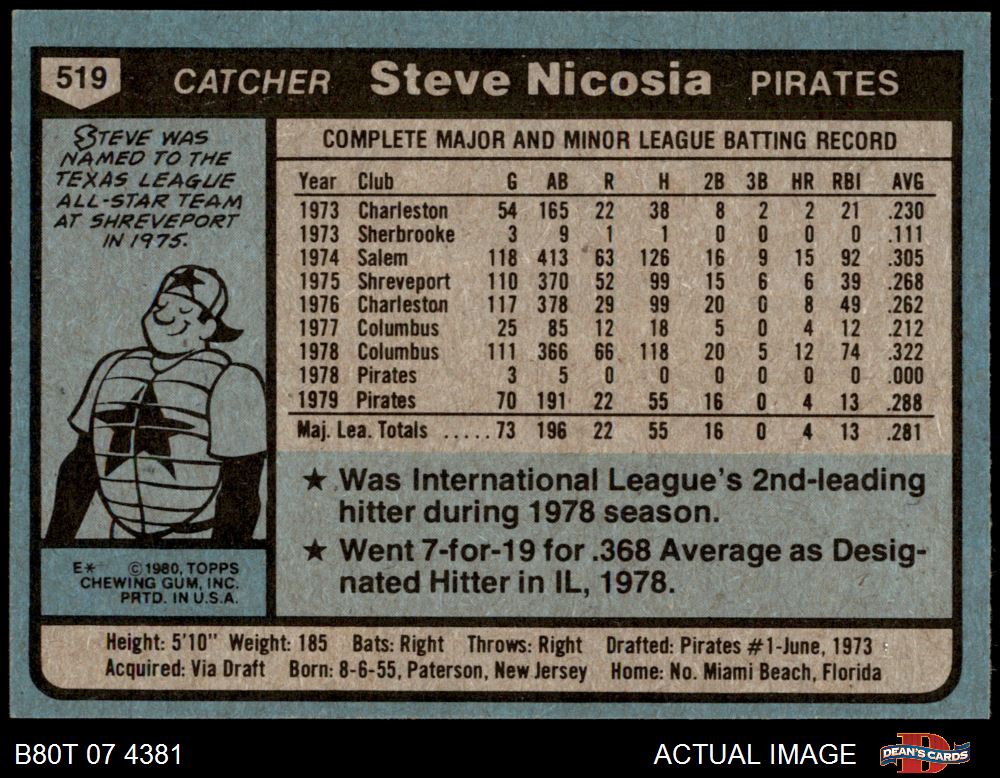 519 CATCHER Steve Nicosia PIRATES
STEVE WAS
NAMED TO THE
TEXAS LEAGUE
ALL-STAR TEAM
AT SHREVEPORT
IN 1975.
E* ©1980, TOPPS
CHEWING GUM, INC.
PRTD. IN U.S.A.
COMPLETE MAJOR AND MINOR LEAGUE BATTING RECORD
Year Club G AB R H 2B 3B HR RBI AVG
1973 Charleston 54 165 22 38 8 2 2 21 .230
1973 Sherbrooke 3 9 1 1 0 0 0 0 .111
1974 Salem 118 413 63 126 16 9 15 92 .305
1975 Shreveport 110 370 52 99 15 6 6 39 .268
1976 Charleston 117 378 29 99 20 0 8 49 .262
1977 Columbus 25 85 12 18 5 0 4 12 .212
1978 Columbus 111 366 66 118 20 5 12 74 .322
1978 Pirates 3 5 0 0 0 0 0 0 .000
1979 Pirates 70 191 22 55 16 0 4 13 .288
Maj. Lea. Totals .....73 196 22 55 16 0 4 13 .281
★ Was International League's 2nd-leading
hitter during 1978 season.
★ Went 7-for-19 for .368 Average as Desig-
nated Hitter in IL, 1978.
Height: 5'10" Weight: 185 Bats: Right Throws: Right Drafted: Pirates #1-June, 1973
Acquired: Via Draft Born: 8-6-55, Paterson, New Jersey Home: No. Miami Beach, Florida
B80T 07 4381 ACTUAL IMAGE DEAN'S CARDS